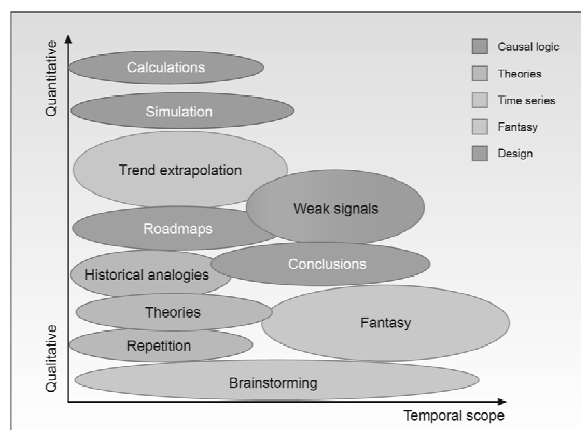 Quantitative
Qualitative
Calculations
Simulation
Trend extrapolation
Weak signals
Roadmaps
Conclusions
Historical analogies
Theories
Fantasy
Repetition
Brainstorming
Temporal scope
Causal logic
Theories
Time series
Fantasy
Design